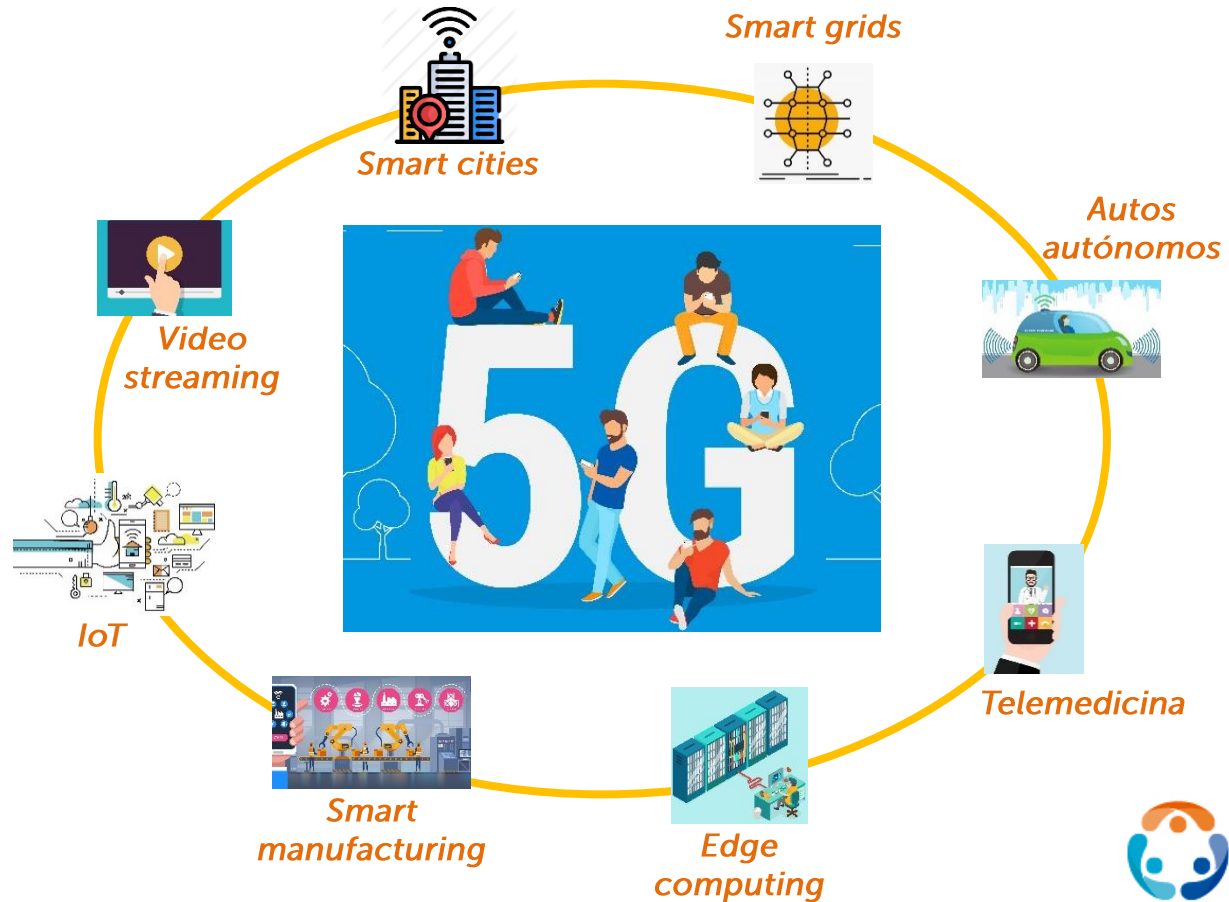 Smart grids
Smart cities
Autos
autónomos
Video
streaming
5G
IoT
Telemedicina
Smart
manufacturing
Edge
computing